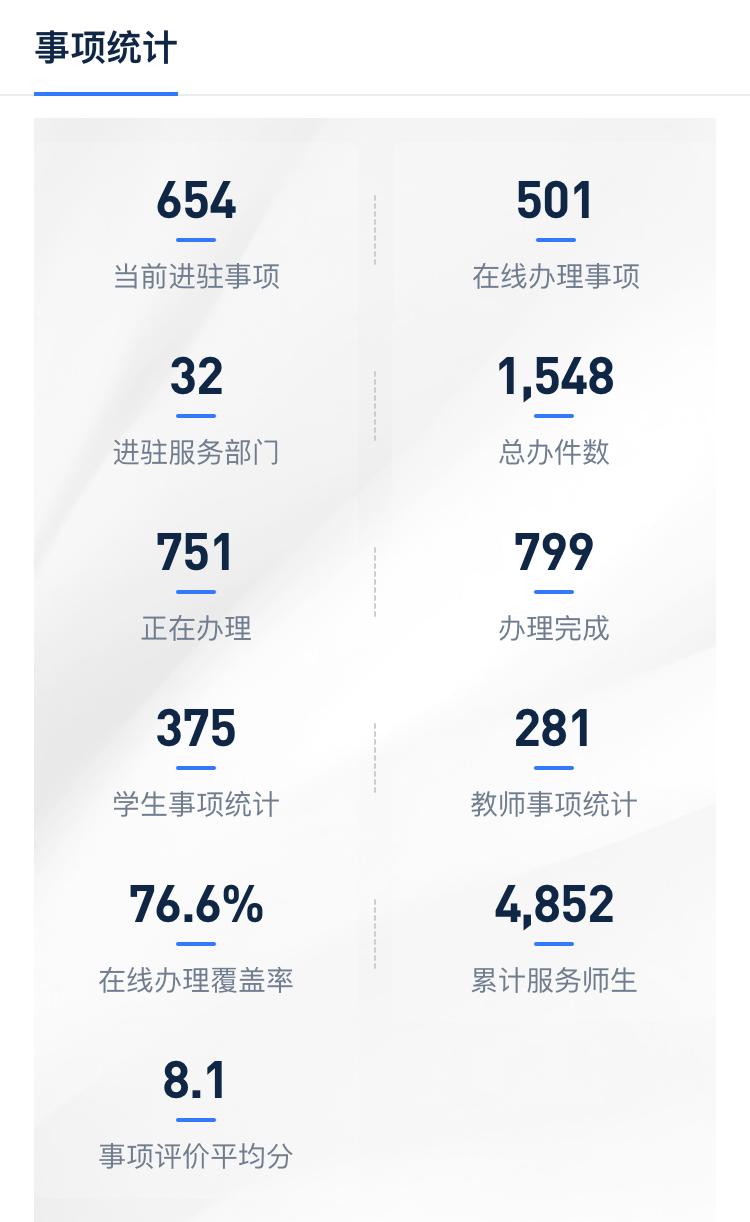 事项统计
654
当前进驻事项
501
在线办理事项
32
进驻服务部门
1,548
总办件数
751
正在办理
799
办理完成
375
学生事项统计
281
教师事项统计
76.6%
在线办理覆盖率
4,852
累计服务师生
8.1
事项评价平均分